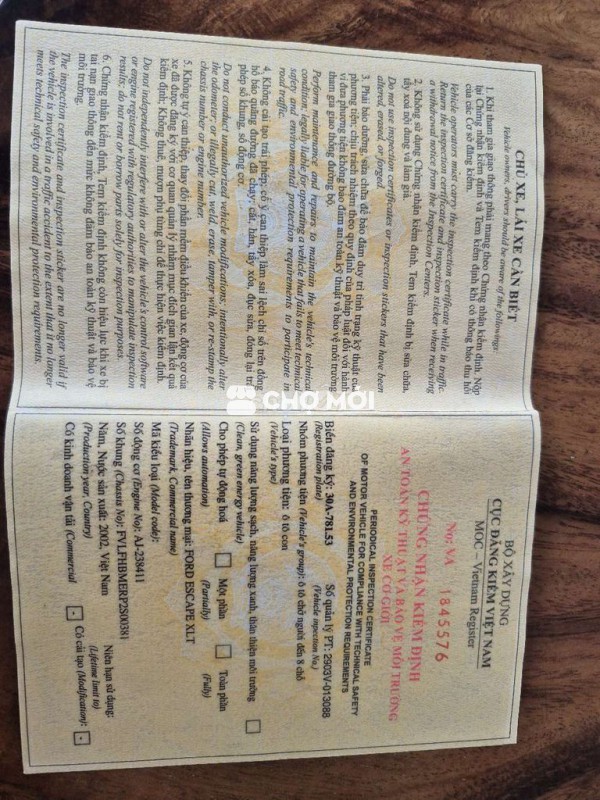 CHỦ XE, LÁI XE CẦN BIẾT
Vehicle owners, drivers should be aware of the followings:
1. Khi tham gia giao thông phải mang theo Chứng nhận kiểm định. Nộp
lại Chứng nhận kiểm định và Tem kiểm định khi có thông báo thu hồi
của các Cơ sở đăng kiểm.
Vehicle operators must carry the inspection certificate while in traffic.
Return the inspection certificate and inspection sticker when receiving
a withdrawal notice from the Inspection Centers.
2. Không sử dụng Chứng nhận kiểm định, Tem kiểm định bị sửa chữa,
tẩy xoá nội dung và làm giả.
Do not use inspection certificates or inspection stickers that have been
altered, erased, or forged.
3. Phải bảo dưỡng, sửa chữa để bảo đảm duy trì tình trạng kỹ thuật của
phương tiện; chịu trách nhiệm theo quy định của pháp luật đối với hành
vi đưa phương tiện không bảo đảm an toàn kỹ thuật và bảo vệ môi trường
tham gia giao thông đường bộ.
Perform maintenance and repairs to maintain the vehicle's technical
condition; legally liable for operating a vehicle that fails to meet technical
safety and environmental protection requirements to participate in
road traffic.
4. Không cải tạo trái phép; cố ý can thiệp làm sai lệch chỉ số trên đồng
hồ báo quãng đường đã chạy; cắt, hàn, tẩy xóa, đục sửa, đóng lại trái
phép số khung, số động cơ.
Do not conduct unauthorized vehicle modifications; intentionally alter
the odometer; or illegally cut, weld, erase, tamper with, or re-stamp the
chassis number or engine number.
5. Không tự ý can thiệp, thay đổi phần mềm điều khiển của xe, động cơ của
xe đã được đăng ký với cơ quan quản lý nhằm mục đích gian lận kết quả
kiểm định; Không thuê, mượn phụ tùng chỉ để thực hiện việc kiểm định.
Do not independently interfere with or alter the vehicle's control software
or engine registered with regulatory authorities to manipulate inspection
results; do not rent or borrow parts solely for inspection purposes.
6. Chứng nhận kiểm định, Tem kiểm định không còn hiệu lực khi xe bị
tai nạn giao thông đến mức không đảm bảo an toàn kỹ thuật và bảo vệ
môi trường.
The inspection certificate and inspection sticker are no longer valid if
the vehicle is involved in a traffic accident to the extent that it no longer
meets technical safety and environmental protection requirements.
CHỢ MỚI
BỘ XÂY DỰNG
CỤC ĐĂNG KIỂM VIỆT NAM
MOC - Vietnam Register
No: VA 1845576
CHỨNG NHẬN KIỂM ĐỊNH
AN TOÀN KỸ THUẬT VÀ BẢO VỆ MÔI TRƯỜNG
XE CƠ GIỚI
PERIODICAL INSPECTION CERTIFICATE
OF MOTOR VEHICLE FOR COMPLIANCE WITH TECHNICAL SAFETY
AND ENVIRONMENTAL PROTECTION REQUIREMENTS
Biển đăng ký: 30A-781.53 Số quản lý PT: 2903V-013088
(Registration plate) (Vehicle inpection No.)
Nhóm phương tiện (Vehicle's group): ô tô chở người đến 8 chỗ
Loại phương tiện: ô tô con
(Vehicle's type)
Sử dụng năng lượng sạch, năng lượng xanh, thân thiện môi trường
(Clean, green energy vehicle)
Cho phép tự động hoá Một phần Toàn phần
(Allows automation) (Partially) (Fully)
Nhãn hiệu, tên thương mại: FORD ESCAPE XLT
(Trademark, Commercial name)
Mã kiểu loại (Model code):
Số động cơ (Engine No): AJ-238411
Số khung (Chassis No): FVLFHBMERP2S00381
Năm, Nước sản xuất: 2002, Việt Nam Niên hạn sử dụng:
(Production year, Country) (Lifetime limit to)
Có kinh doanh vận tải (Commercial Có cải tạo (Modification):